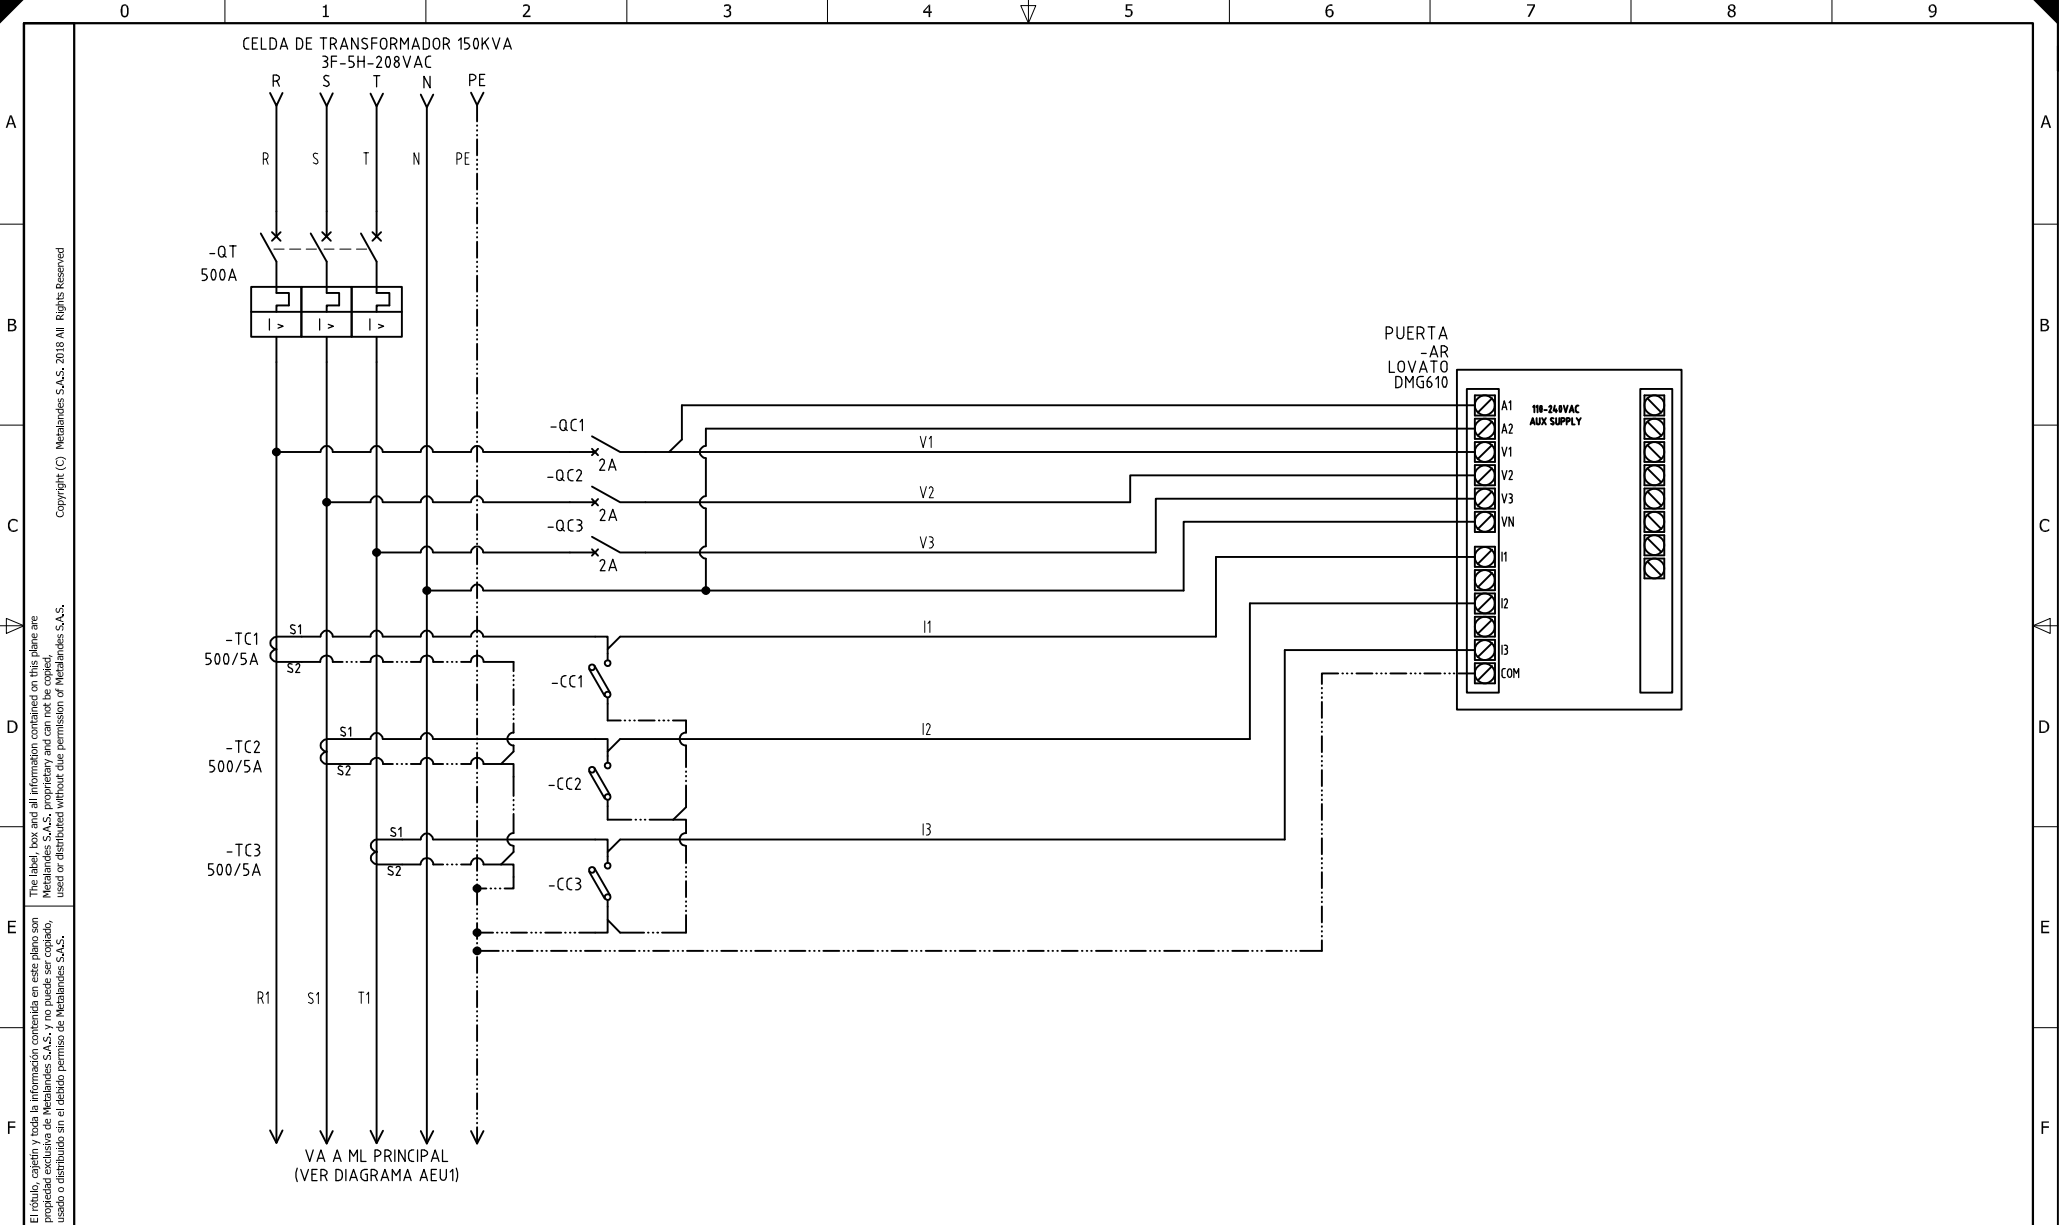 0 1 2 3 4 5 6 7 8 9
CELDA DE TRANSFORMADOR 150KVA
3F-5H-208VAC
R S T N PE
A A
R S T N PE
-QT
500A
I > I > I >
B B
PUERTA
-AR
LOVATO
DMG610
A1
110-240VAC
AUX SUPPLY
A2
-QC1
2A
V1
V1
-QC2
2A
V2
V2
-QC3
2A
V3
V3
VN
C C
I1
I2
I3
COM
-TC1
500/5A
S1
S2
I1
-CC1
D D
-TC2
500/5A
S1
S2
I2
-CC2
-TC3
500/5A
S1
S2
I3
-CC3
E E
R1 S1 T1
F F
VA A ML PRINCIPAL
(VER DIAGRAMA AEU1)
Copyright (C) Metalandes S.A.S. 2018 All Rights Reserved
The label, box and all information contained on this plane are
Metalandes S.A.S. proprietary and can not be copied,
used or distributed without due permission of Metalandes S.A.S.
El rótulo, cajetín y toda la información contenida en este plano son
propiedad exclusiva de Metalandes S.A.S. y no puede ser copiado,
usado o distribuido sin el debido permiso de Metalandes S.A.S.